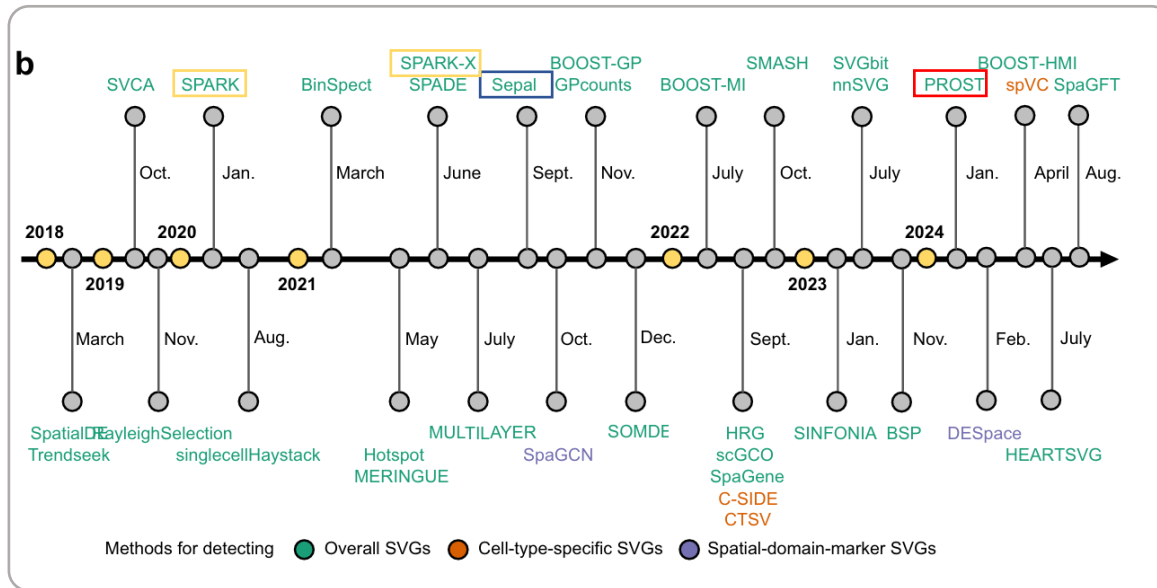 b
SPARK-X
BOOST-GP
SMASH
SVGbit
BOOST-HMI
SVCA
SPARK
BinSpect
SPADE
Sepal
GPcounts
BOOST-MI
nnSVG
PROST
spVC
SpaGFT
Oct.
Jan.
March
June
Sept.
Nov.
July
Oct.
July
Jan.
April
Aug.
2018
2020
2022
2024
2019
2021
2023
March
Nov.
Aug.
May
July
Oct.
Dec.
Sept.
Jan.
Nov.
Feb.
July
SpatialDE
Trendseek
RayleighSelection
singlecellHaystack
Hotspot
MERINGUE
MULTILAYER
SpaGCN
SOMDE
HRG
scGCO
SpaGene
C-SIDE
CTSV
SINFONIA
BSP
DESpace
HEARTSVG
Methods for detecting
Overall SVGs
Cell-type-specific SVGs
Spatial-domain-marker SVGs